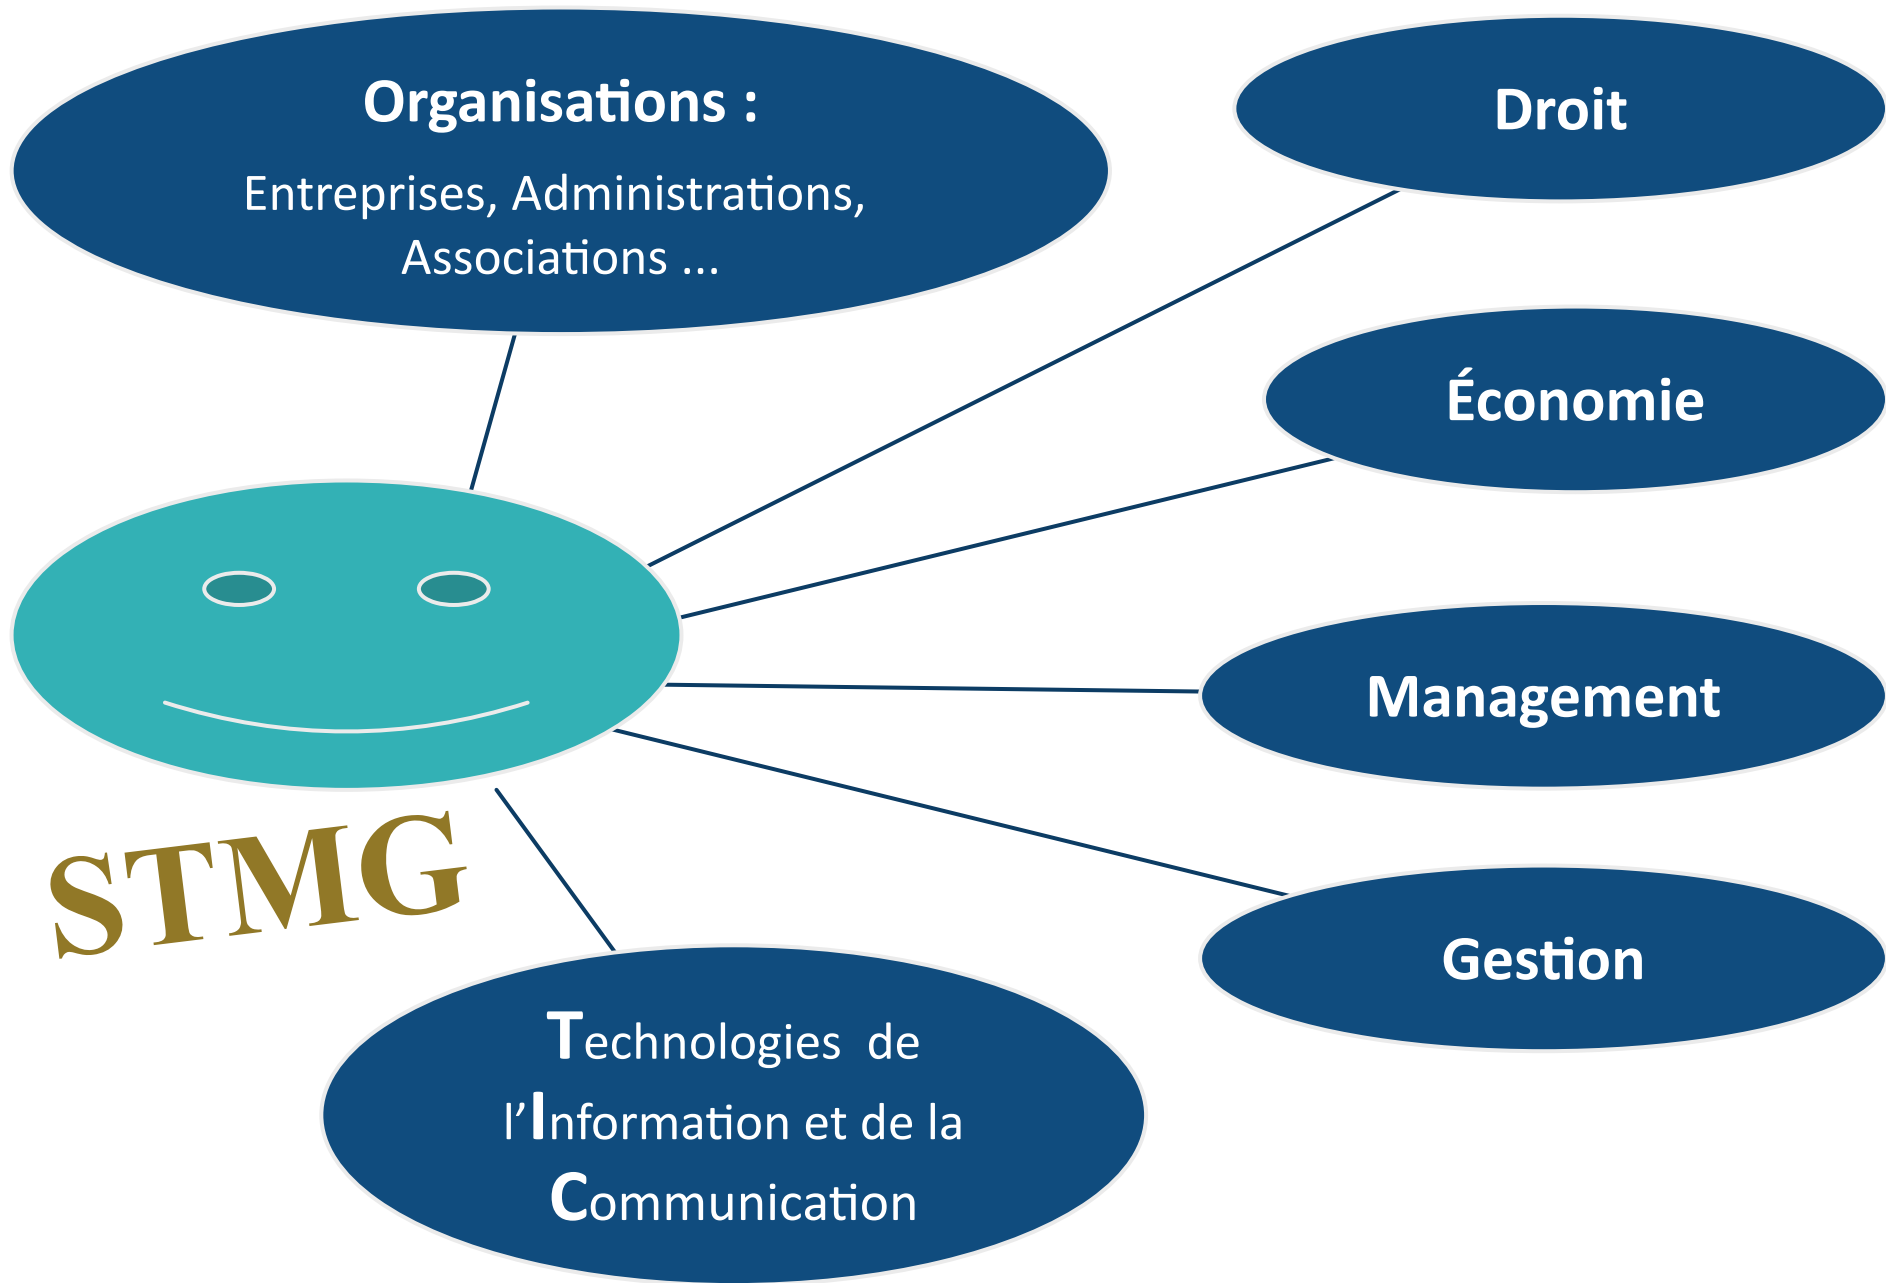 Organisations :
Entreprises, Administrations,
Associations ...
Droit
Économie
Management
Gestion
STMG
Technologies de
l’Information et de la
Communication